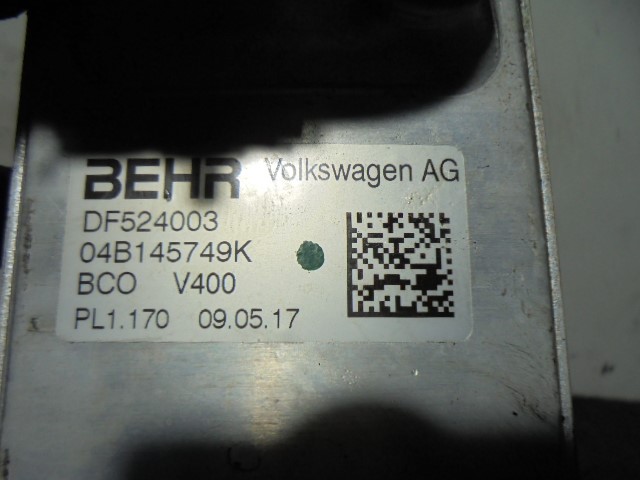 BEHR Volkswagen AG
DF524003
04B145749K
BCO V400
PL1.170 09.05.17